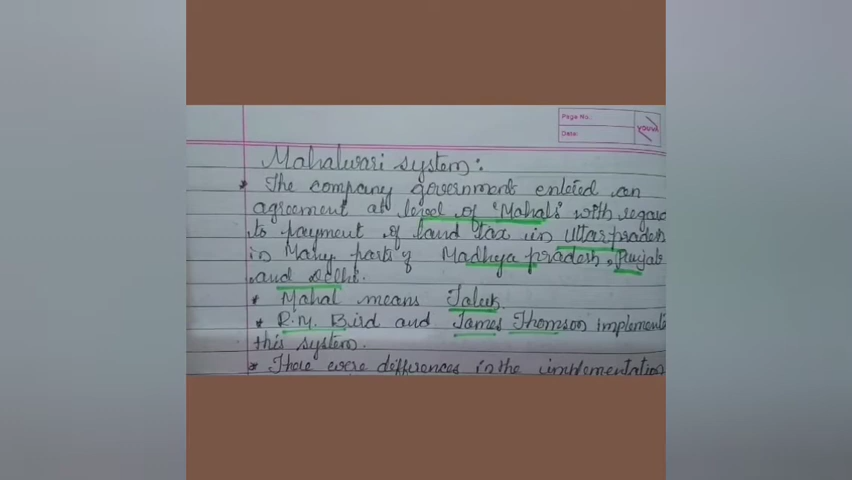 Page No.:
Date:
youva
Mahalwari system:
* The company government entered an
agreement at level of 'Mahals' with regard
to payment of land tax in Uttarpradesh
in Many parts of Madhya pradesh, Punjab
and Delhi.
* Mahal means Taluk.
* R.M. Bird and James Thomson implement
this system.
* There were differences in the implementation